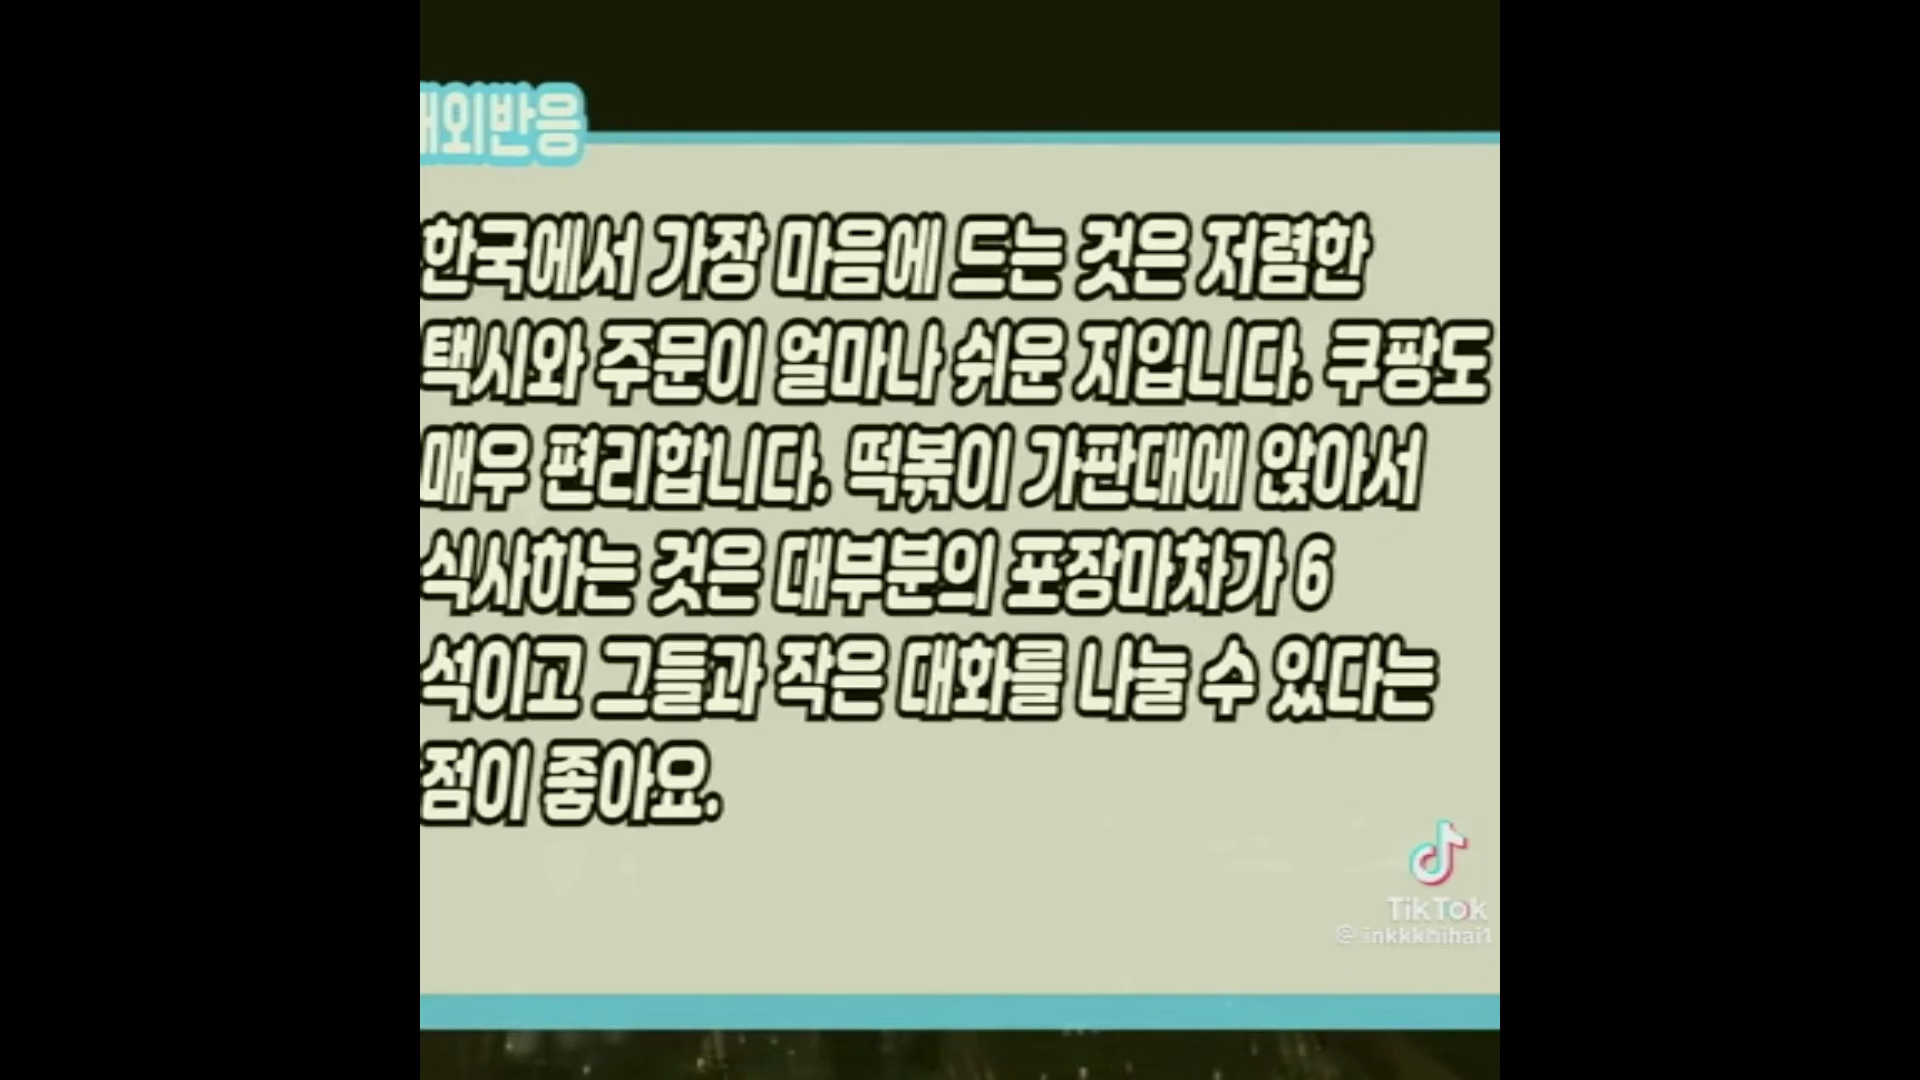 해외반응
한국에서 가장 마음에 드는 것은 저렴한
택시와 주문이 얼마나 쉬운 지입니다. 쿠팡도
매우 편리합니다. 떡볶이 가판대에 앉아서
식사하는 것은 대부분의 포장마차가 6
석이고 그들과 작은 대화를 나눌 수 있다는
점이 좋아요.
TikTok
@inkkkhihai1